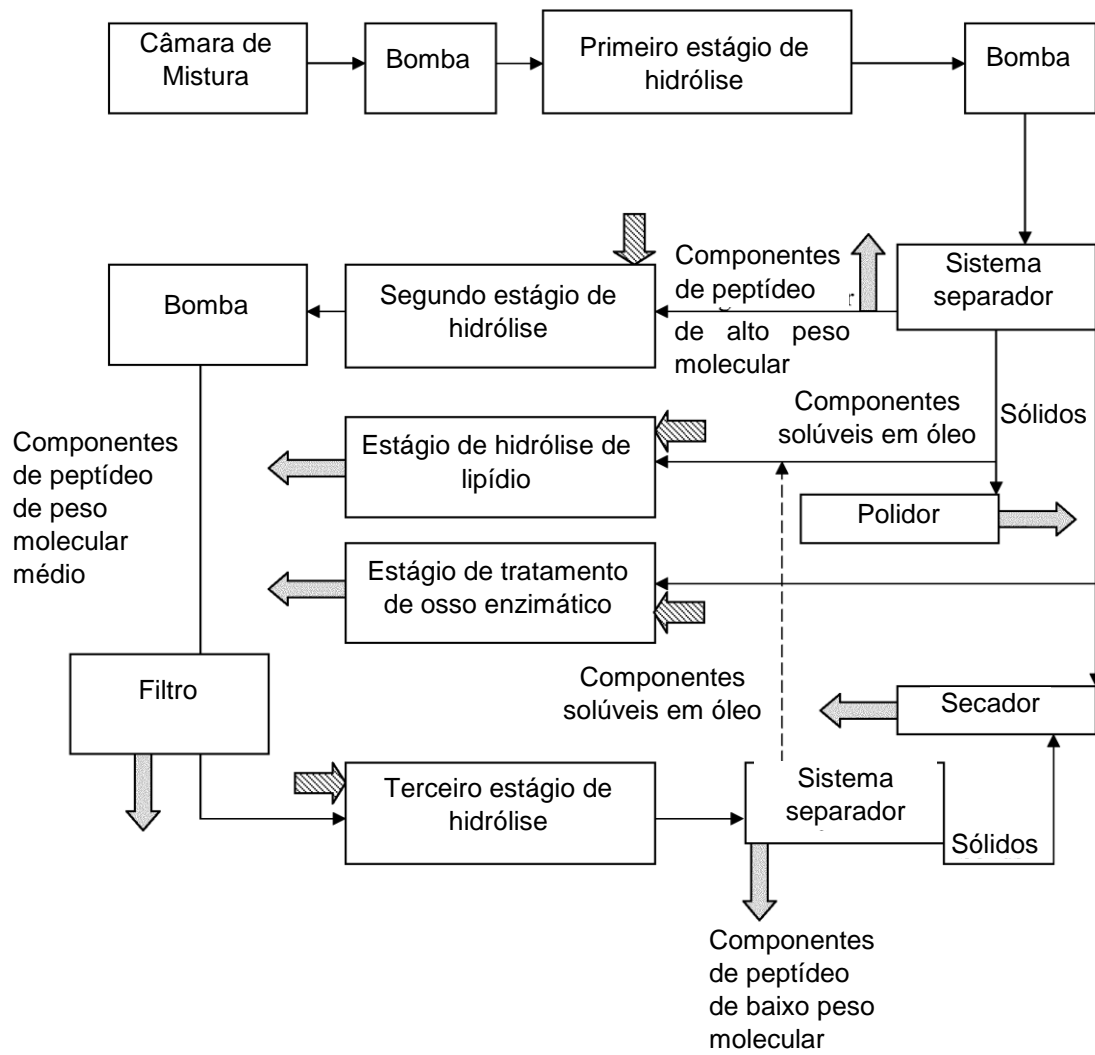 Câmara de
Mistura
Bomba
Primeiro estágio de
hidrólise
Bomba
Componentes
de peptídeo
de alto peso
molecular
Sistema
separador
Segundo estágio de
hidrólise
Bomba
Componentes
solúveis em óleo
Sólidos
Componentes
de peptídeo
de peso
molecular
médio
Estágio de hidrólise de
lipídio
Polidor
Estágio de tratamento
de osso enzimático
Filtro
Componentes
solúveis em óleo
Secador
Terceiro estágio de
hidrólise
Sistema
separador
Sólidos
Componentes
de peptídeo
de baixo peso
molecular